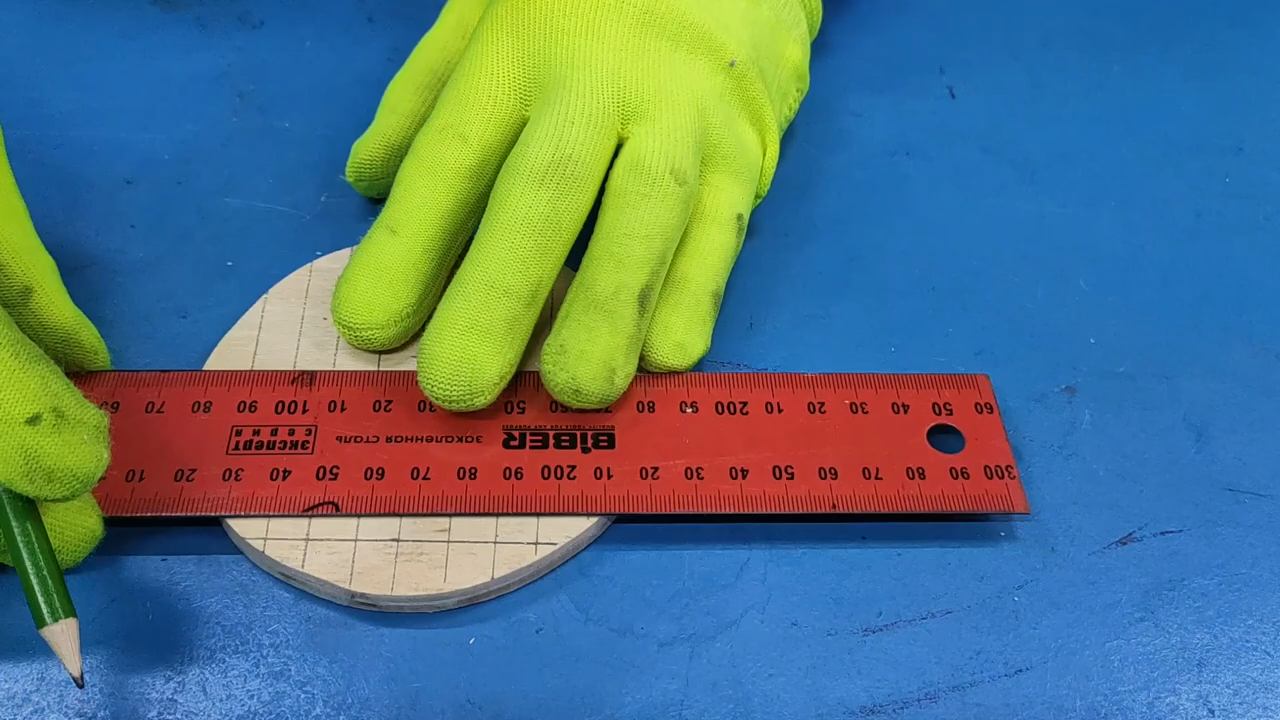 70 80 90 100 10 20 50 80 90 200 10 20 30 40 50 60
BiBER
закаленная сталь
эксперт
серия
10 20 30 40 50 60 70 80 90 200 10 20 30 40 50 60 70 80 90 300